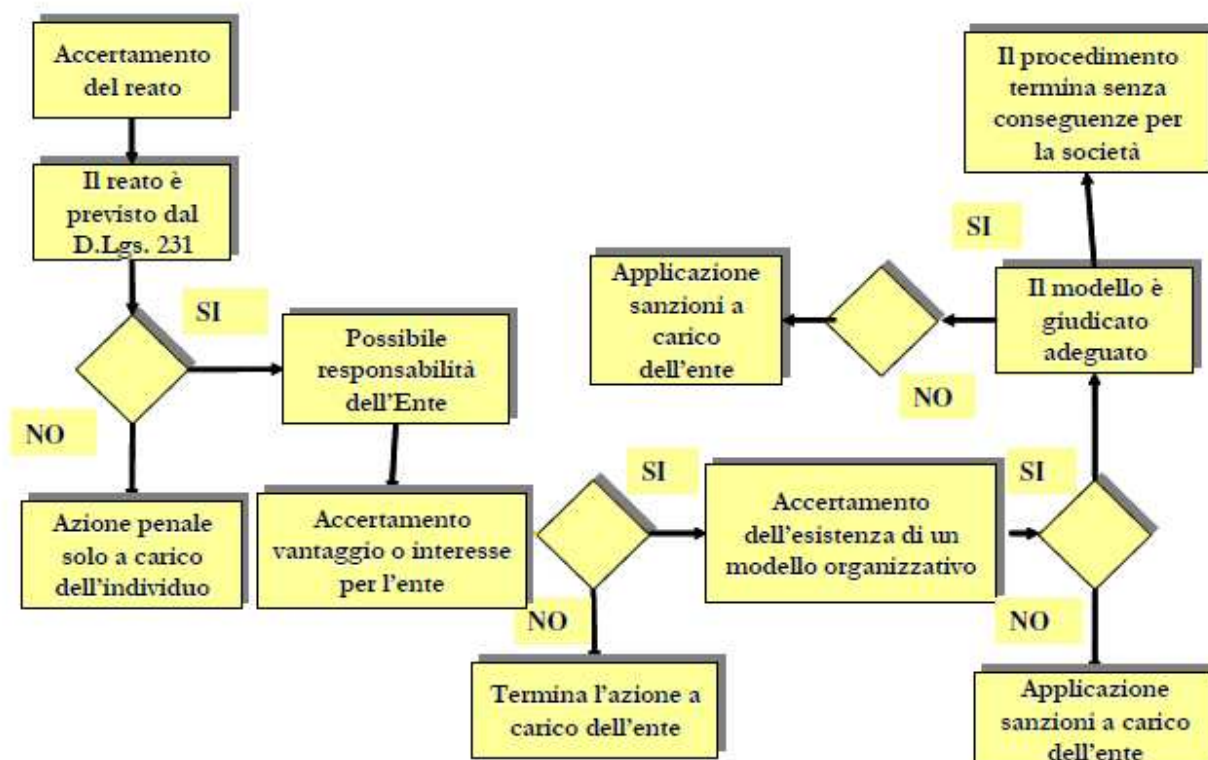 Accertamento
del reato
Il reato è
previsto dal
D.Lgs. 231
SI
NO
Azione penale
solo a carico
dell'individuo
Possibile
responsabilità
dell'Ente
Accertamento
vantaggio o interesse
per l'ente
SI
NO
Termina l'azione a
carico dell'ente
Accertamento
dell'esistenza di un
modello organizzativo
SI
NO
Applicazione
sanzioni a carico
dell'ente
Il modello è
giudicato
adeguato
SI
NO
Il procedimento
termina senza
conseguenze per
la società
Applicazione
sanzioni a
carico
dell'ente